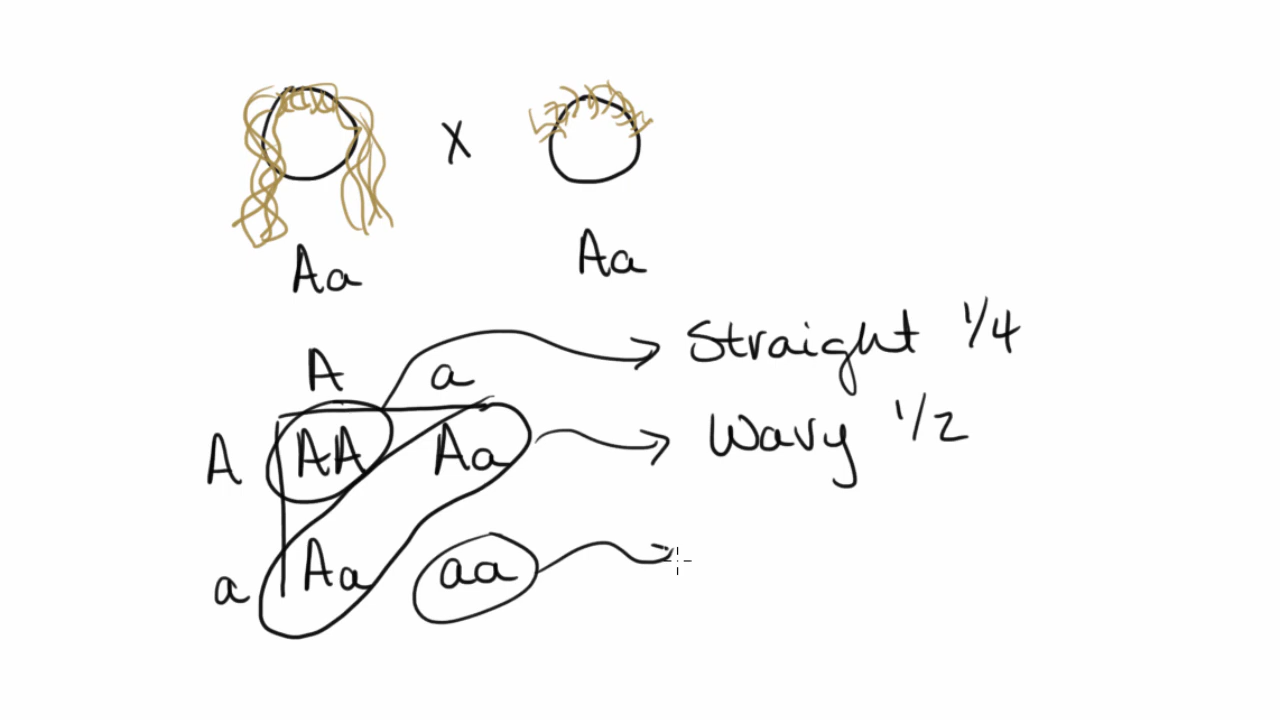 X
Aa Aa
A a
Straight 1/4
A AA Aa
Wavy 1/2
a Aa aa